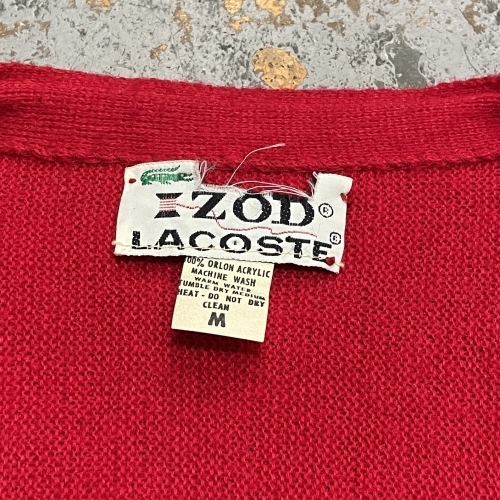 IZOD®
LACOSTE®
100% ORLON ACRYLIC
MACHINE WASH
WARM WATER
TUMBLE DRY MEDIUM
HEAT - DO NOT DRY
CLEAN
M